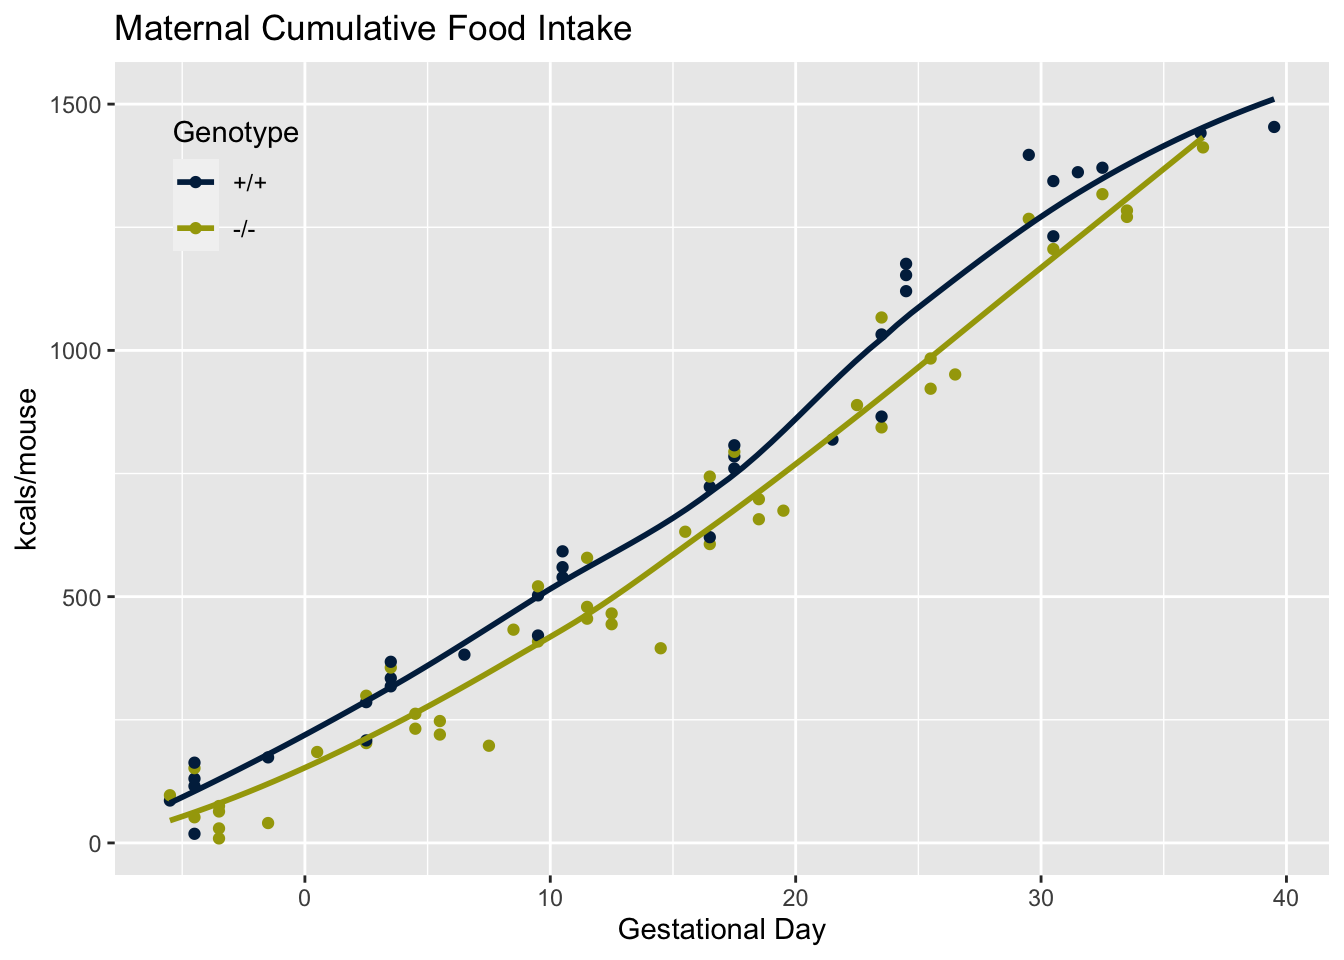 Maternal Cumulative Food Intake
1500
1000
500
0
kcals/mouse
Genotype
+/+
-/-
0 10 20 30 40
Gestational Day